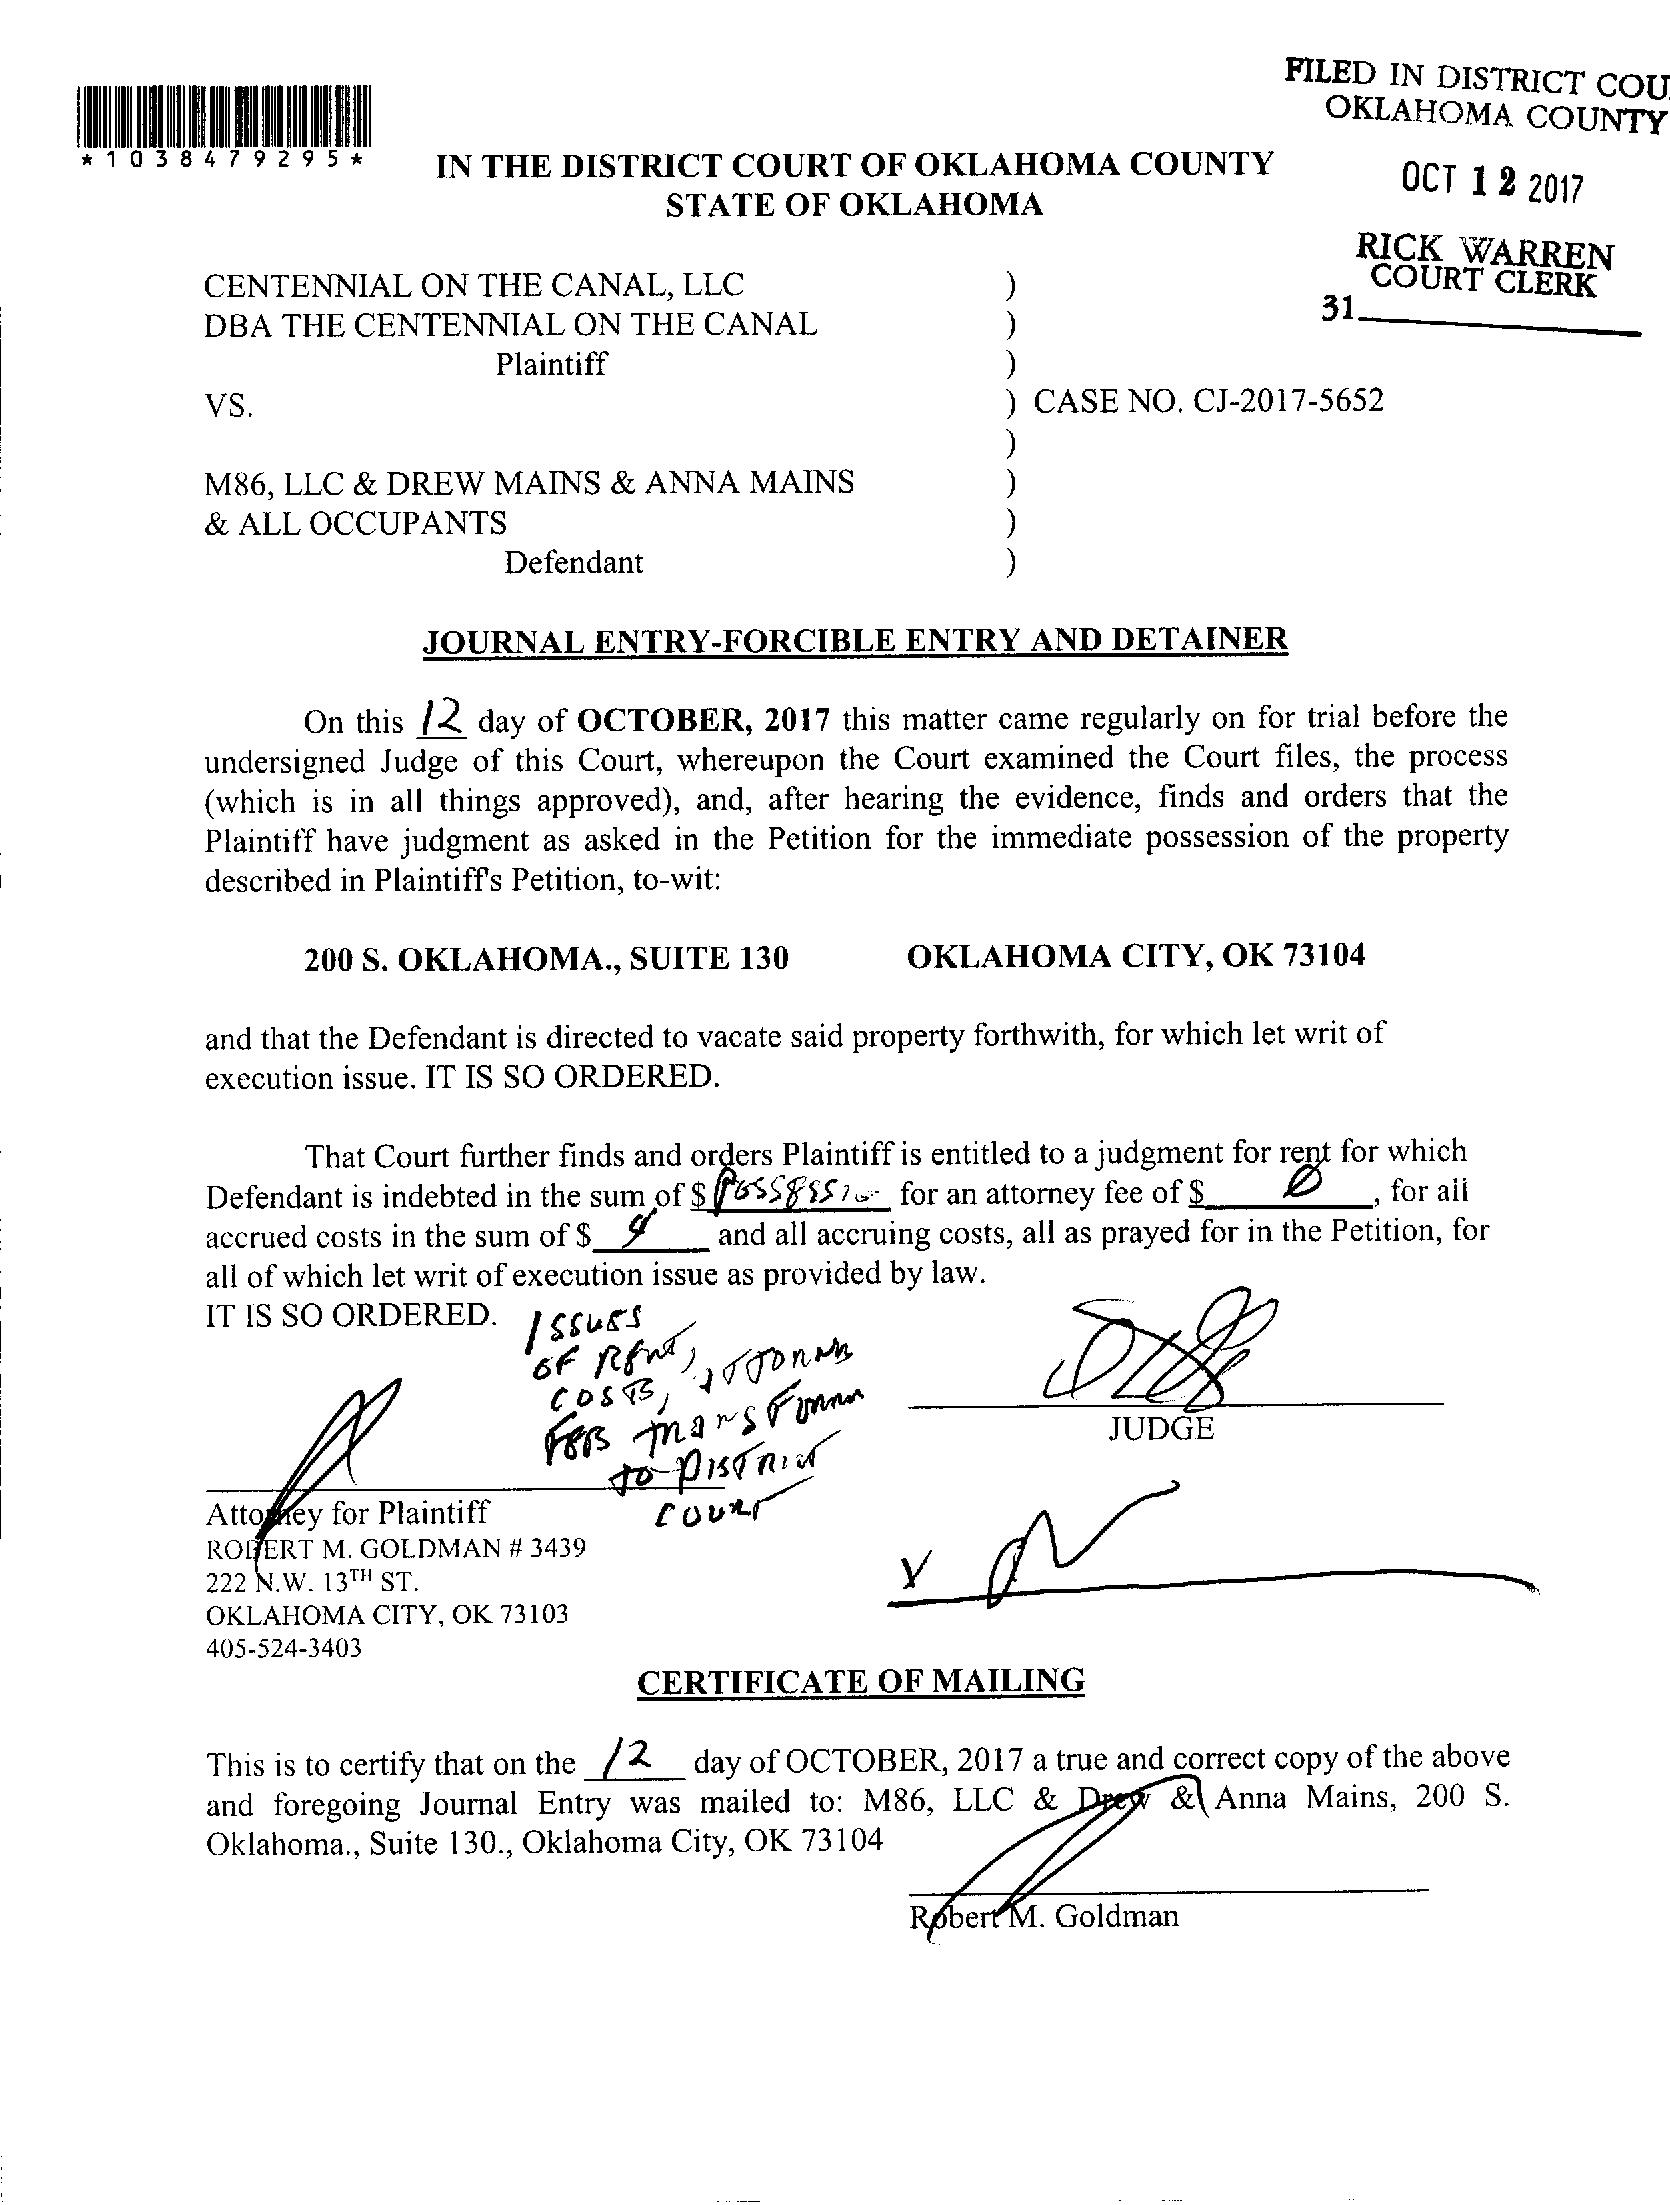 FILED IN DISTRICT COU
OKLAHOMA COUNTY
*1038479295*
IN THE DISTRICT COURT OF OKLAHOMA COUNTY
STATE OF OKLAHOMA
OCT 12 2017
RICK WARREN
COURT CLERK
31
CENTENNIAL ON THE CANAL, LLC )
DBA THE CENTENNIAL ON THE CANAL )
Plaintiff )
VS. ) CASE NO. CJ-2017-5652
)
M86, LLC & DREW MAINS & ANNA MAINS )
& ALL OCCUPANTS )
Defendant )
JOURNAL ENTRY-FORCIBLE ENTRY AND DETAINER
On this 12 day of OCTOBER, 2017 this matter came regularly on for trial before the
undersigned Judge of this Court, whereupon the Court examined the Court files, the process
(which is in all things approved), and, after hearing the evidence, finds and orders that the
Plaintiff have judgment as asked in the Petition for the immediate possession of the property
described in Plaintiff's Petition, to-wit:
200 S. OKLAHOMA., SUITE 130 OKLAHOMA CITY, OK 73104
and that the Defendant is directed to vacate said property forthwith, for which let writ of
execution issue. IT IS SO ORDERED.
That Court further finds and orders Plaintiff is entitled to a judgment for rent for which
Defendant is indebted in the sum of $ for an attorney fee of $ , for all
accrued costs in the sum of $ and all accruing costs, all as prayed for in the Petition, for
all of which let writ of execution issue as provided by law.
IT IS SO ORDERED.
ISSUES
OF RENT,
COSTS,
FEES
TO DISTRICT
COURT
JUDGE
Attorney for Plaintiff
ROBERT M. GOLDMAN # 3439
222 N.W. 13TH ST.
OKLAHOMA CITY, OK 73103
405-524-3403
X
CERTIFICATE OF MAILING
This is to certify that on the 12 day of OCTOBER, 2017 a true and correct copy of the above
and foregoing Journal Entry was mailed to: M86, LLC & Drew & Anna Mains, 200 S.
Oklahoma., Suite 130., Oklahoma City, OK 73104
Robert M. Goldman